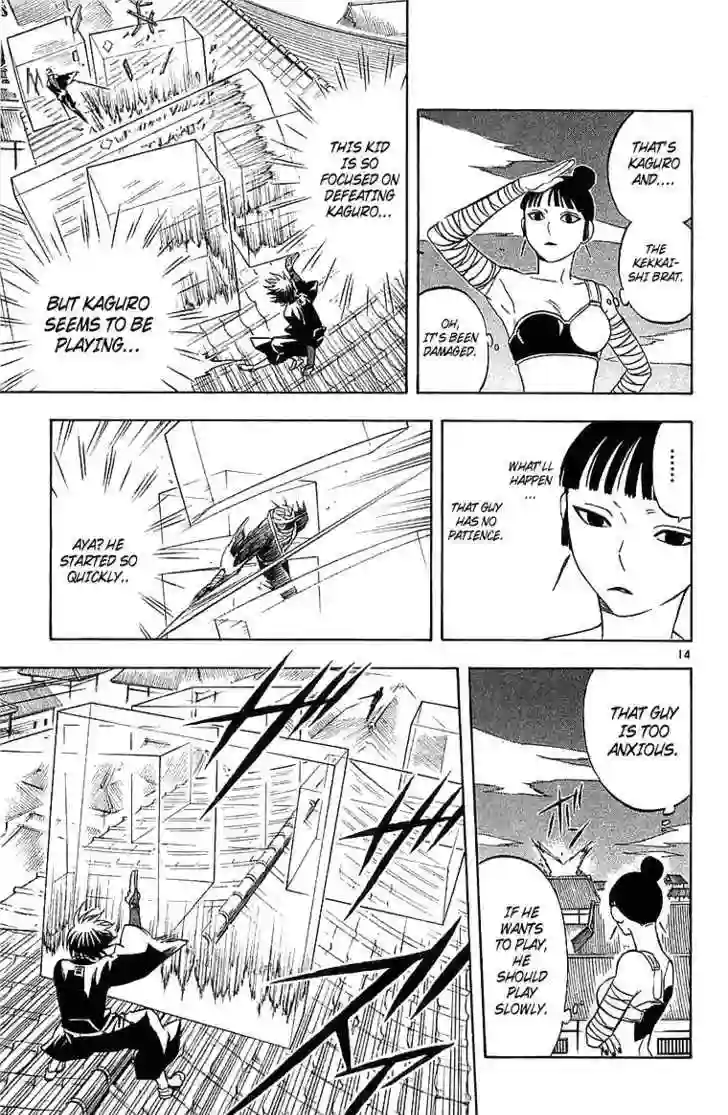 THAT'S
KAGURO
AND....
THE
KEKKAI-
SHI BRAT.
OH,
IT'S BEEN
DAMAGED.
THIS KID
IS SO
FOCUSED ON
DEFEATING
KAGURO...
BUT KAGURO
SEEMS TO BE
PLAYING...
.......
WHAT'LL
HAPPEN
...
THAT GUY
HAS NO
PATIENCE.
AYA? HE
STARTED SO
QUICKLY..
14
THAT GUY
IS TOO
ANXIOUS.
IF HE
WANTS
TO PLAY,
HE
SHOULD
PLAY
SLOWLY.